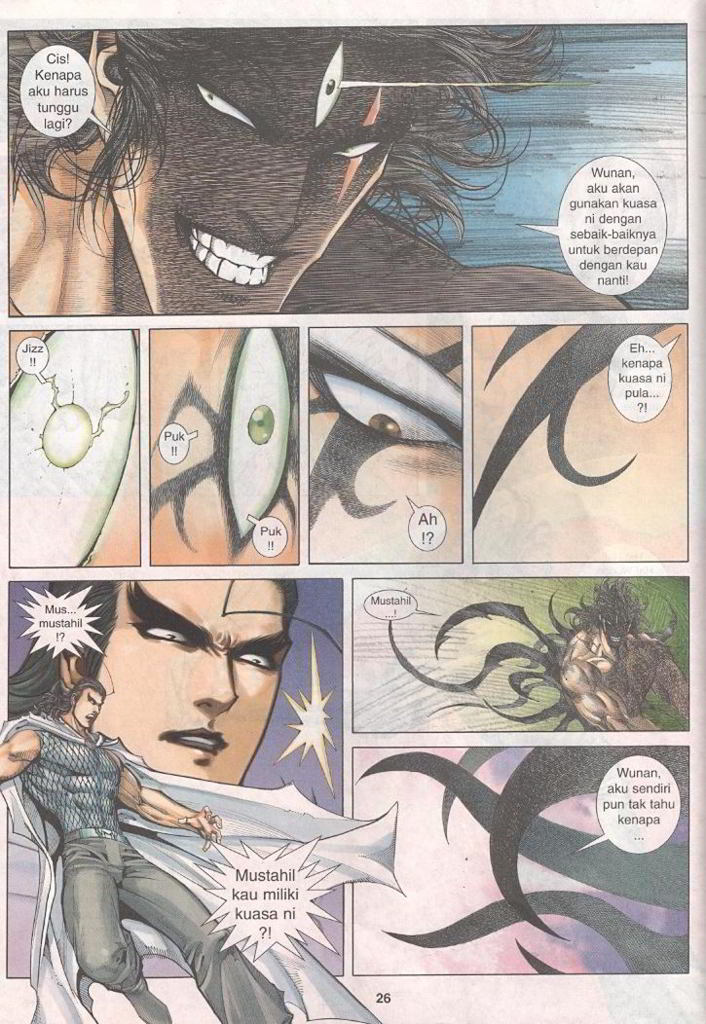 Cis!
Kenapa
aku harus
tunggu
lagi?
Wunan,
aku akan
gunakan kuasa
ni dengan
sebaik-baiknya
untuk berdepan
dengan kau
nanti!
Jizz
!!
Puk
!!
Puk
!!
Ah
!?
Eh...
kenapa
kuasa ni
pula...
?!
Mus...
mustahil
!?
Mustahil
...!
Mustahil
kau miliki
kuasa ni
?!
Wunan,
aku sendiri
pun tak tahu
kenapa
...
26